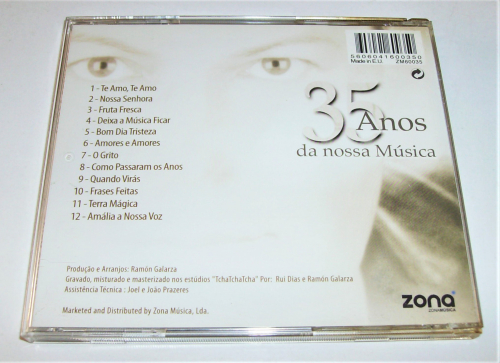 5606041600350
Made in E.U.
ZM60035
1 - Te Amo, Te Amo
2 - Nossa Senhora
3 - Fruta Fresca
4 - Deixa a Música Ficar
5 - Bom Dia Tristeza
6 - Amores e Amores
7 - O Grito
8 - Como Passaram os Anos
9 - Quando Virás
10 - Frases Feitas
11 - Terra Mágica
12 - Amália a Nossa Voz
35 Anos
da nossa Música
Produção e Arranjos: Ramón Galarza
Gravado, misturado e masterizado nos estúdios "TchaTchaTcha" Por: Rui Dias e Ramón Galarza
Assistência Técnica : Joel e João Prazeres
Marketed and Distributed by Zona Música, Lda.
zona
ZONAMÚSICA